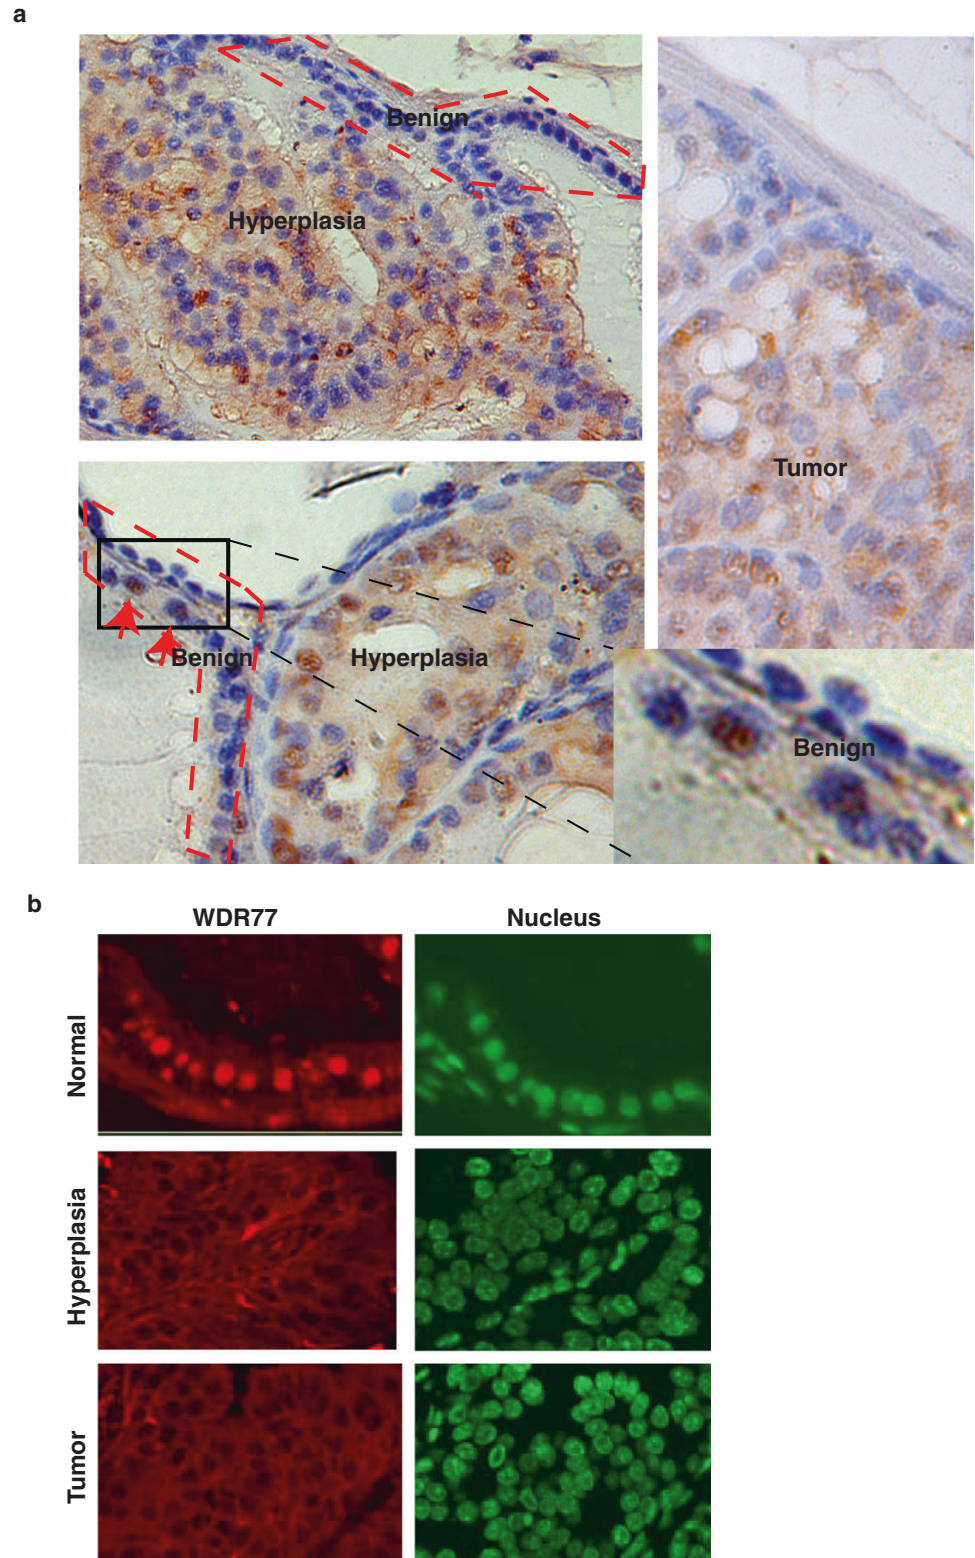 a
Benign
Hyperplasia
Tumor
Benign
Hyperplasia
Benign
b
WDR77
Nucleus
Normal
Hyperplasia
Tumor